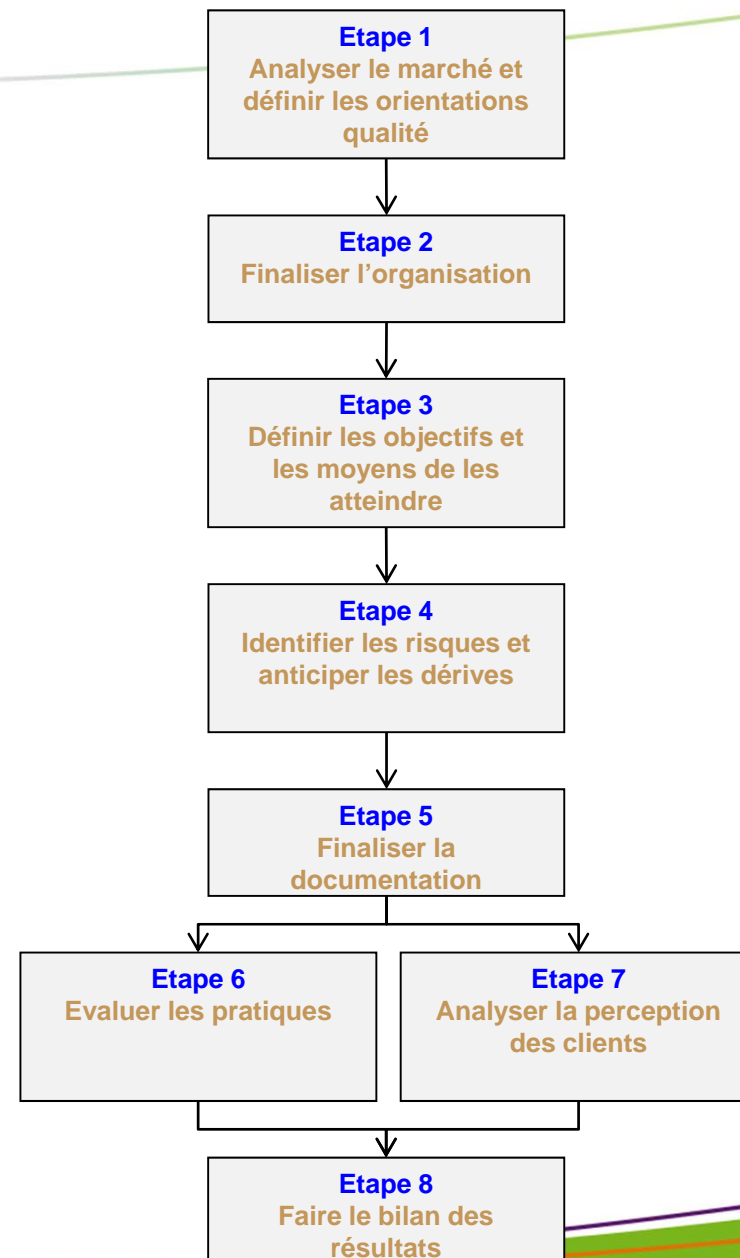 Etape 1
Analyser le marché et
définir les orientations
qualité
Etape 2
Finaliser l’organisation
Etape 3
Définir les objectifs et
les moyens de les
atteindre
Etape 4
Identifier les risques et
anticiper les dérives
Etape 5
Finaliser la
documentation
Etape 6
Evaluer les pratiques
Etape 7
Analyser la perception
des clients
Etape 8
Faire le bilan des
résultats